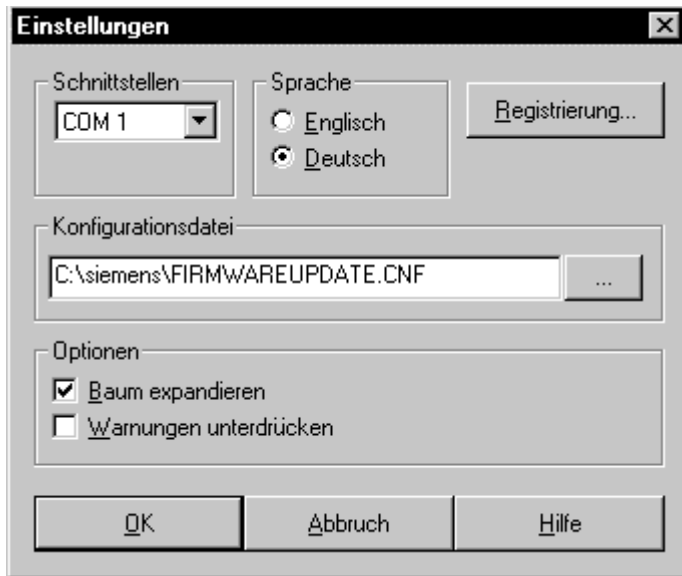 Einstellungen
Schnittstellen
COM 1
Sprache
Englisch
Deutsch
Registrierung...
Konfigurationsdatei
C:\siemens\FIRMWAREUPDATE.CNF
...
Optionen
Baum expandieren
Warnungen unterdrücken
OK
Abbruch
Hilfe